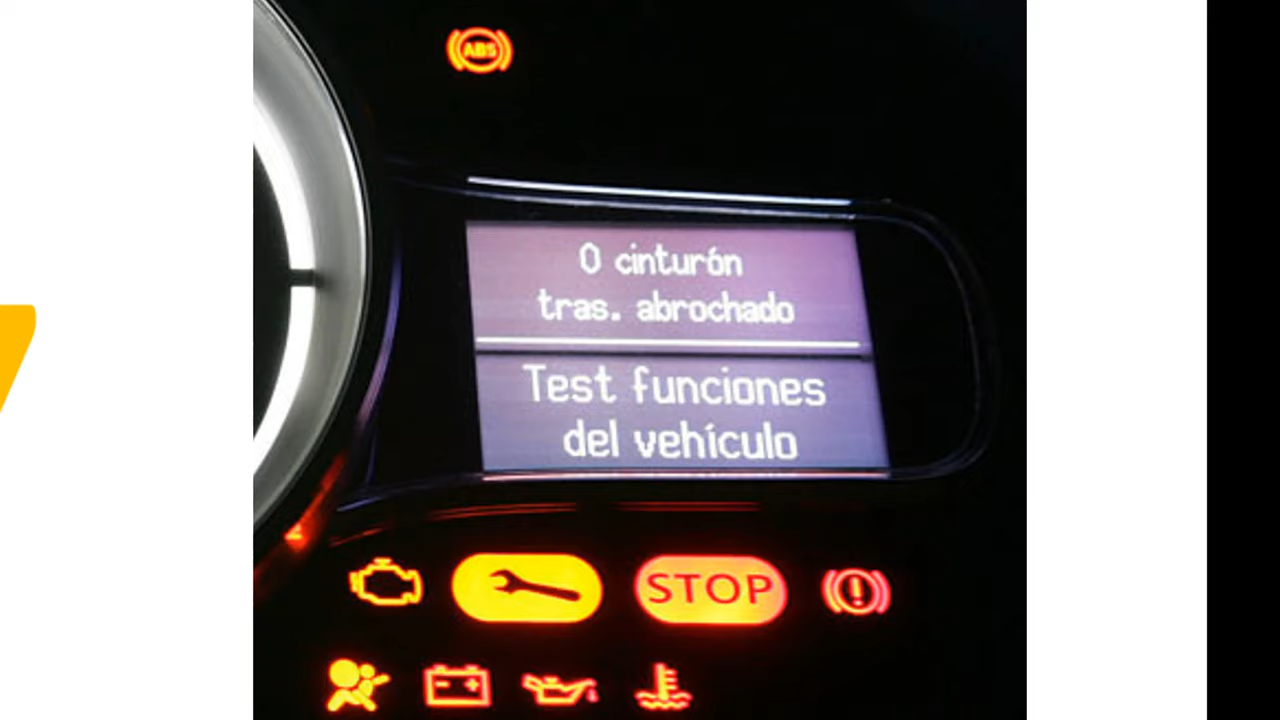 ABS
0 cinturón
tras. abrochado
Test funciones
del vehículo
STOP